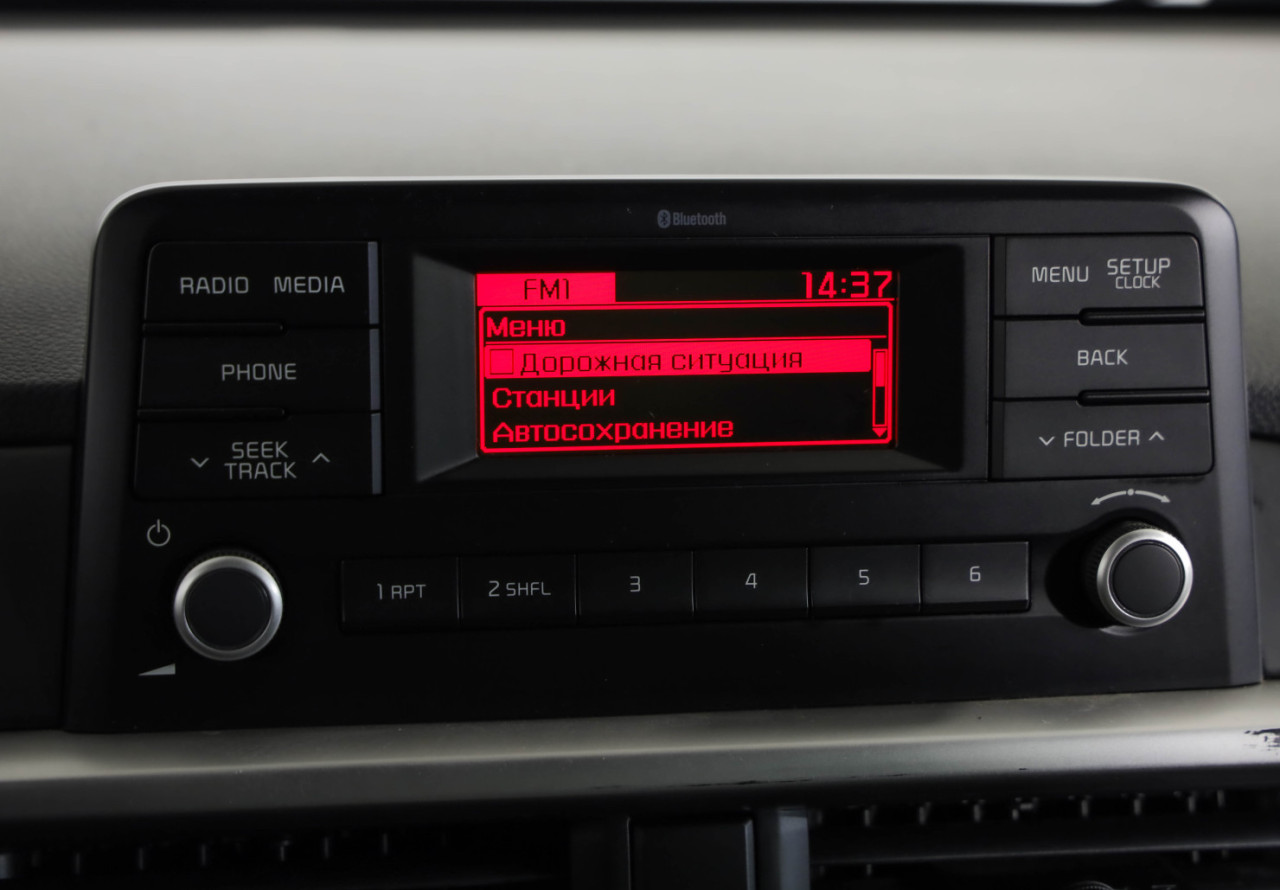 Bluetooth
RADIO MEDIA
PHONE
SEEK
TRACK
FM1 14:37
Меню
Дорожная ситуация
Станции
Автосохранение
MENU SETUP
CLOCK
BACK
FOLDER
1 RPT 2 SHFL 3 4 5 6